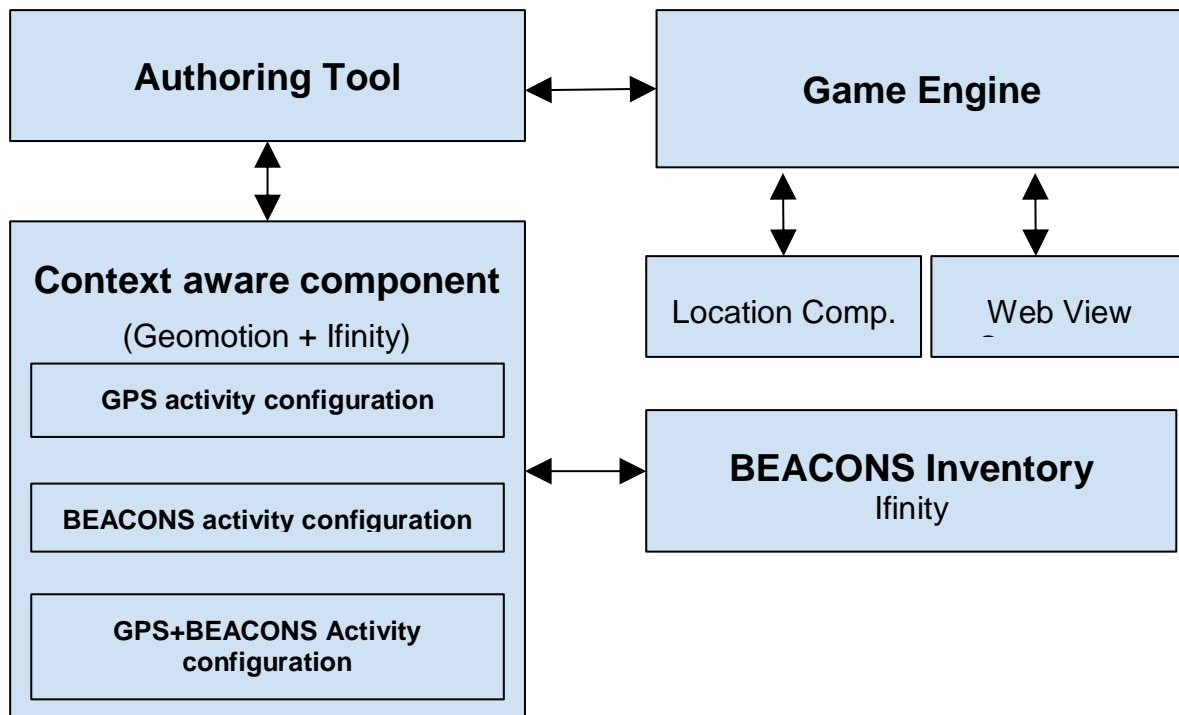 Authoring Tool
Game Engine
Context aware component
(Geomotion + Ifinity)
GPS activity configuration
BEACONS activity configuration
GPS+BEACONS Activity
configuration
Location Comp.
Web View
BEACONS Inventory
Ifinity